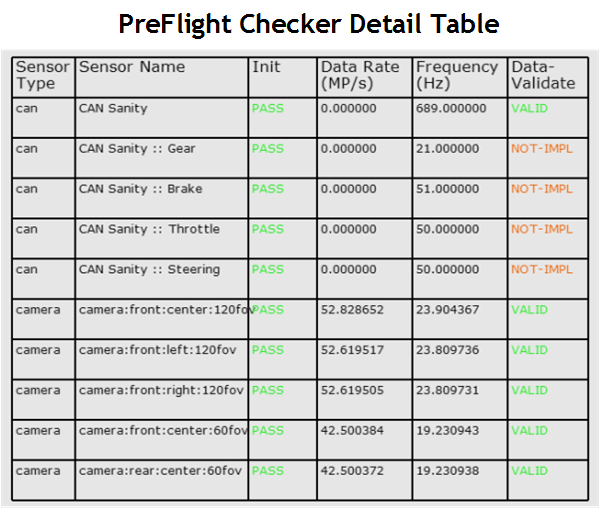 PreFlight Checker Detail Table
Sensor Type Sensor Name Init Data Rate (MP/s) Frequency (Hz) Data-Validate
can CAN Sanity PASS 0.000000 689.000000 VALID
can CAN Sanity :: Gear PASS 0.000000 21.000000 NOT-IMPL
can CAN Sanity :: Brake PASS 0.000000 51.000000 NOT-IMPL
can CAN Sanity :: Throttle PASS 0.000000 50.000000 NOT-IMPL
can CAN Sanity :: Steering PASS 0.000000 50.000000 NOT-IMPL
camera camera:front:center:120fov PASS 52.828652 23.904367 VALID
camera camera:front:left:120fov PASS 52.619517 23.809736 VALID
camera camera:front:right:120fov PASS 52.619505 23.809731 VALID
camera camera:front:center:60fov PASS 42.500384 19.230943 VALID
camera camera:rear:center:60fov PASS 42.500372 19.230938 VALID